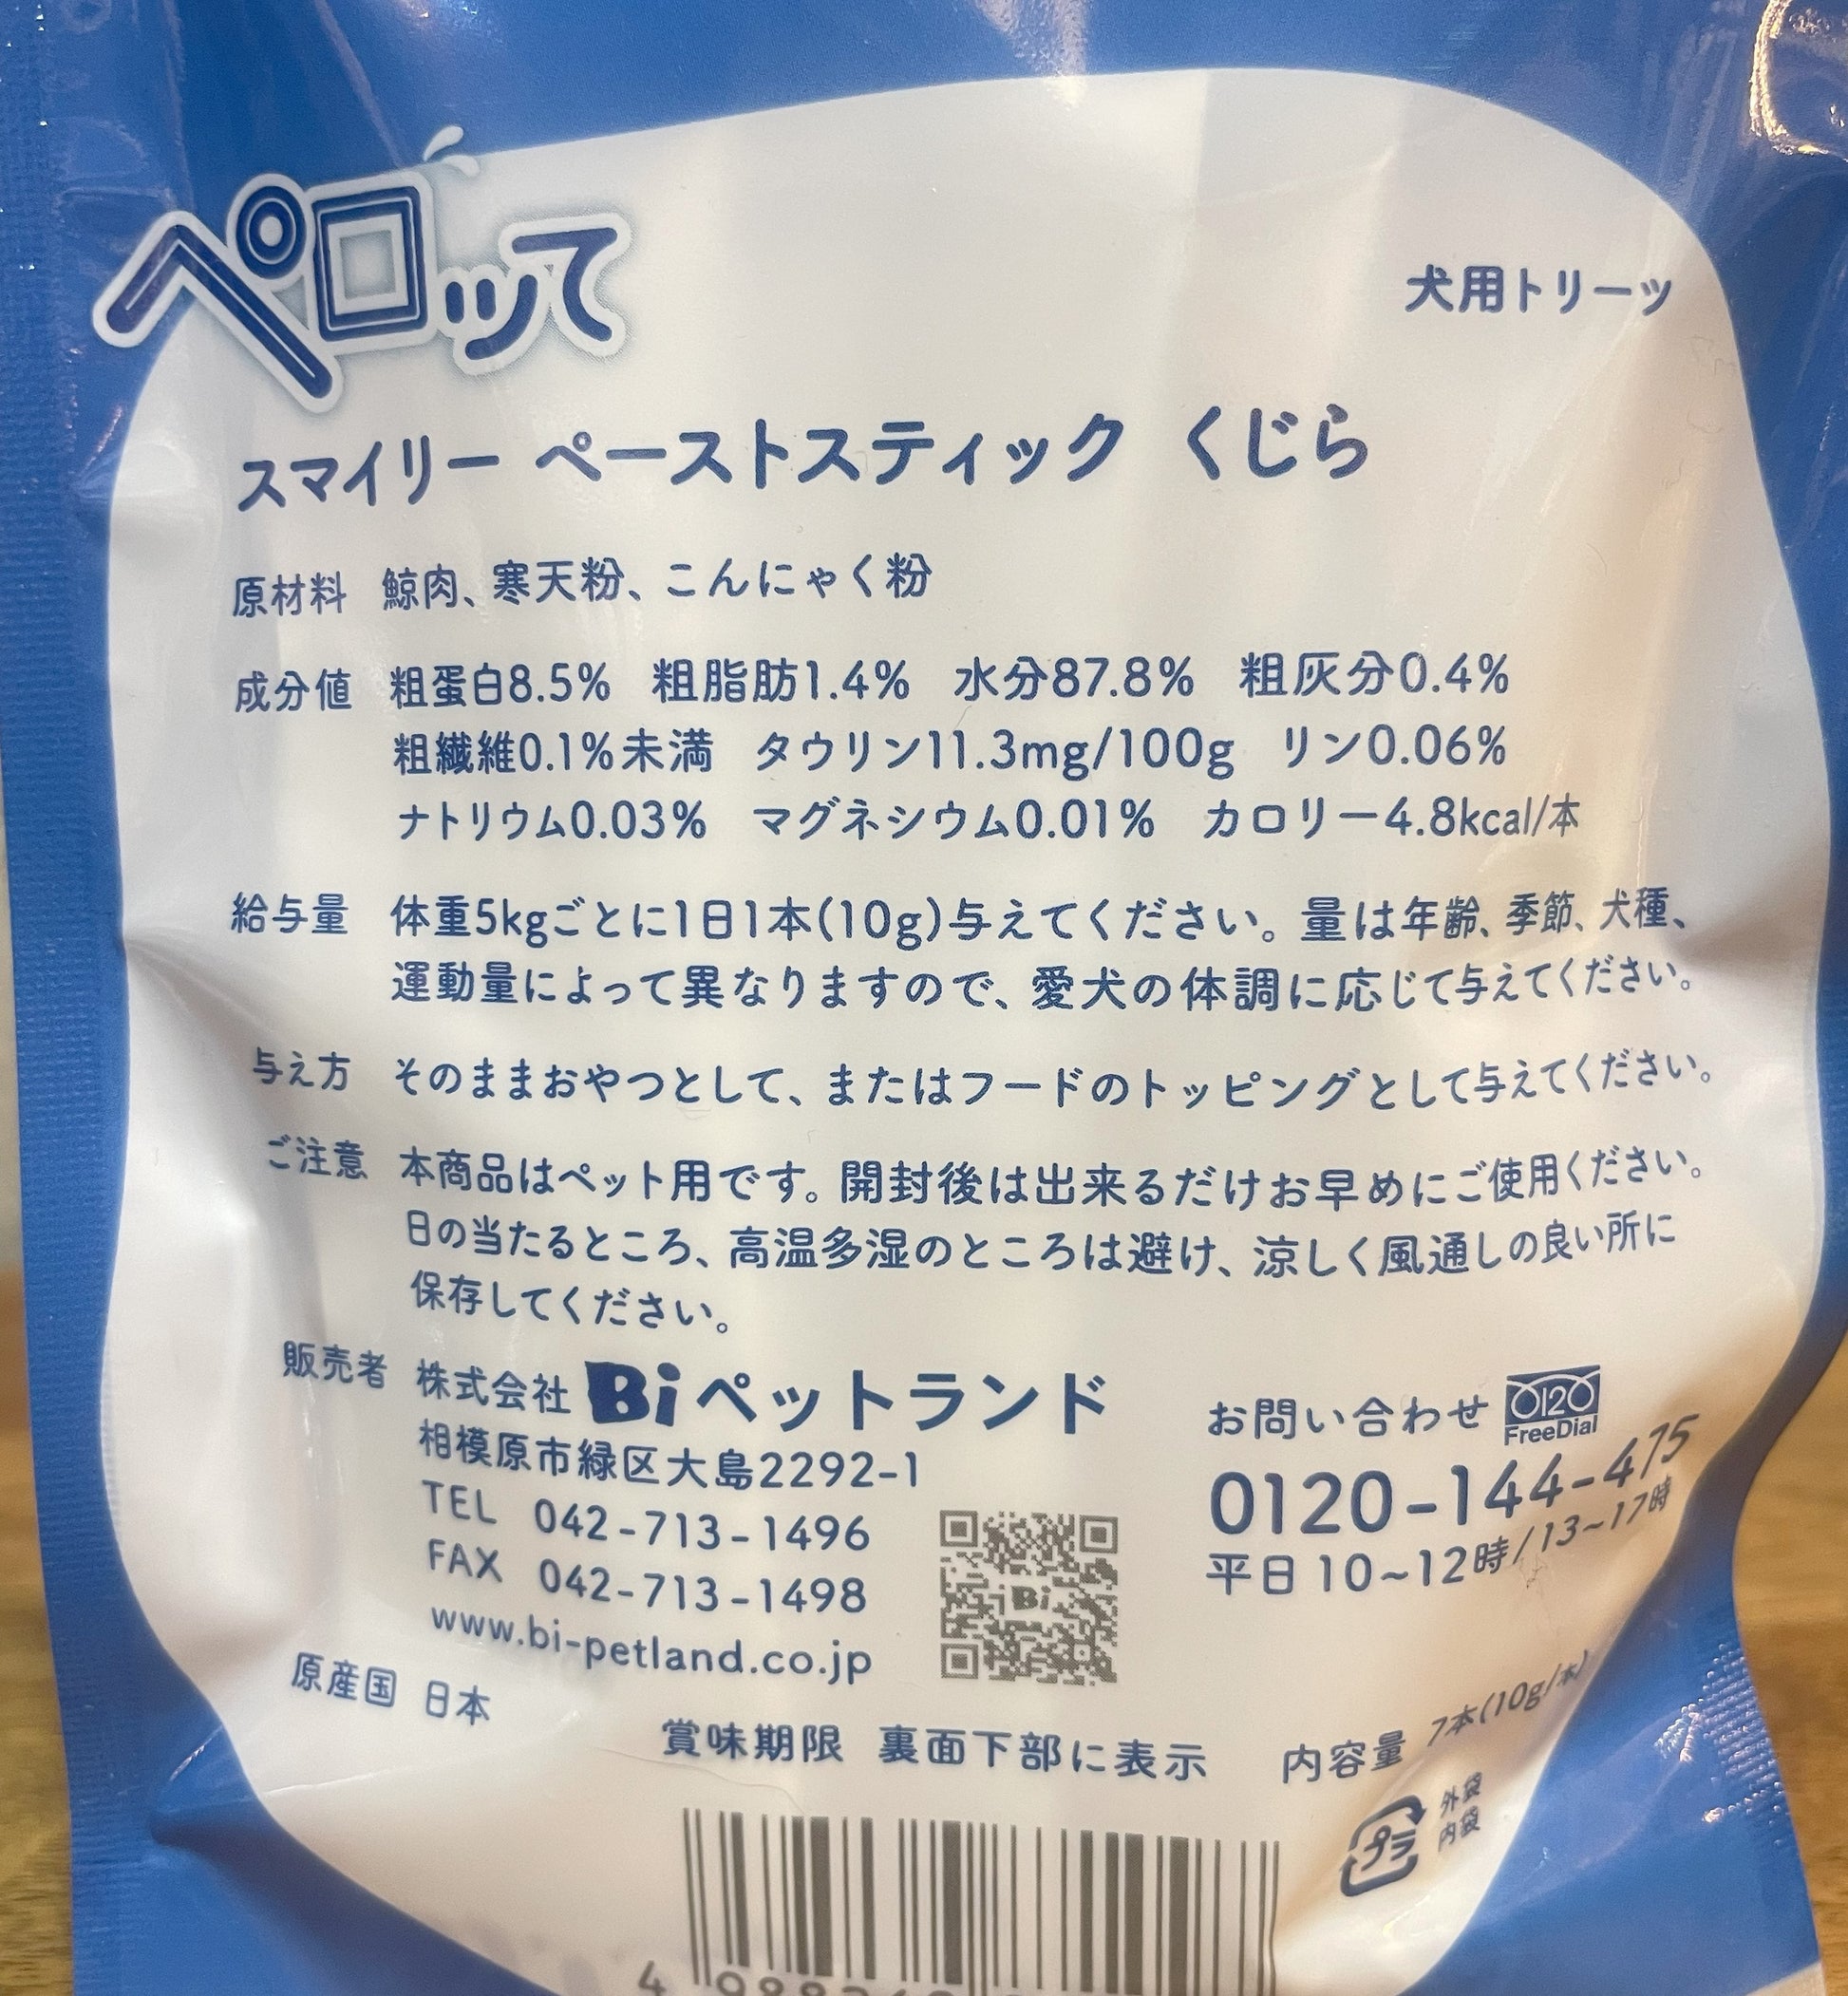 ペロッて
犬用トリーツ
スマイリー ペーストスティック くじら
原材料 鯨肉、寒天粉、こんにゃく粉
成分値 粗蛋白8.5% 粗脂肪1.4% 水分87.8% 粗灰分0.4%
粗繊維0.1%未満 タウリン11.3mg/100g リン0.06%
ナトリウム0.03% マグネシウム0.01% カロリー4.8kcal/本
給与量 体重5kgごとに1日1本(10g)与えてください。量は年齢、季節、犬種、
運動量によって異なりますので、愛犬の体調に応じて与えてください。
与え方 そのままおやつとして、またはフードのトッピングとして与えてください。
ご注意 本商品はペット用です。開封後は出来るだけお早めにご使用ください。
日の当たるところ、高温多湿のところは避け、涼しく風通しの良い所に
保存してください。
販売者 株式会社 Biペットランド
相模原市緑区大島2292-1
TEL 042-713-1496
FAX 042-713-1498
www.bi-petland.co.jp
Bi
お問い合わせ 0120 FreeDial
0120-144-475
平日 10~12時/13~17時
原産国 日本
賞味期限 裏面下部に表示
内容量 7本(10g/本)
プラ 外袋
内袋
4